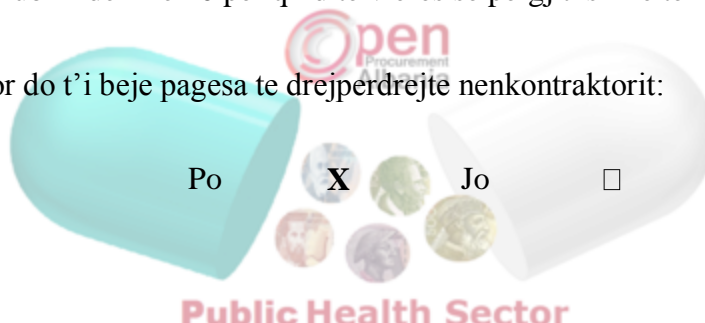 Open
Procurement
Albania
or do t’i beje pagesa te drejperdrejte nenkontraktorit:
Po X Jo □
Public Health Sector